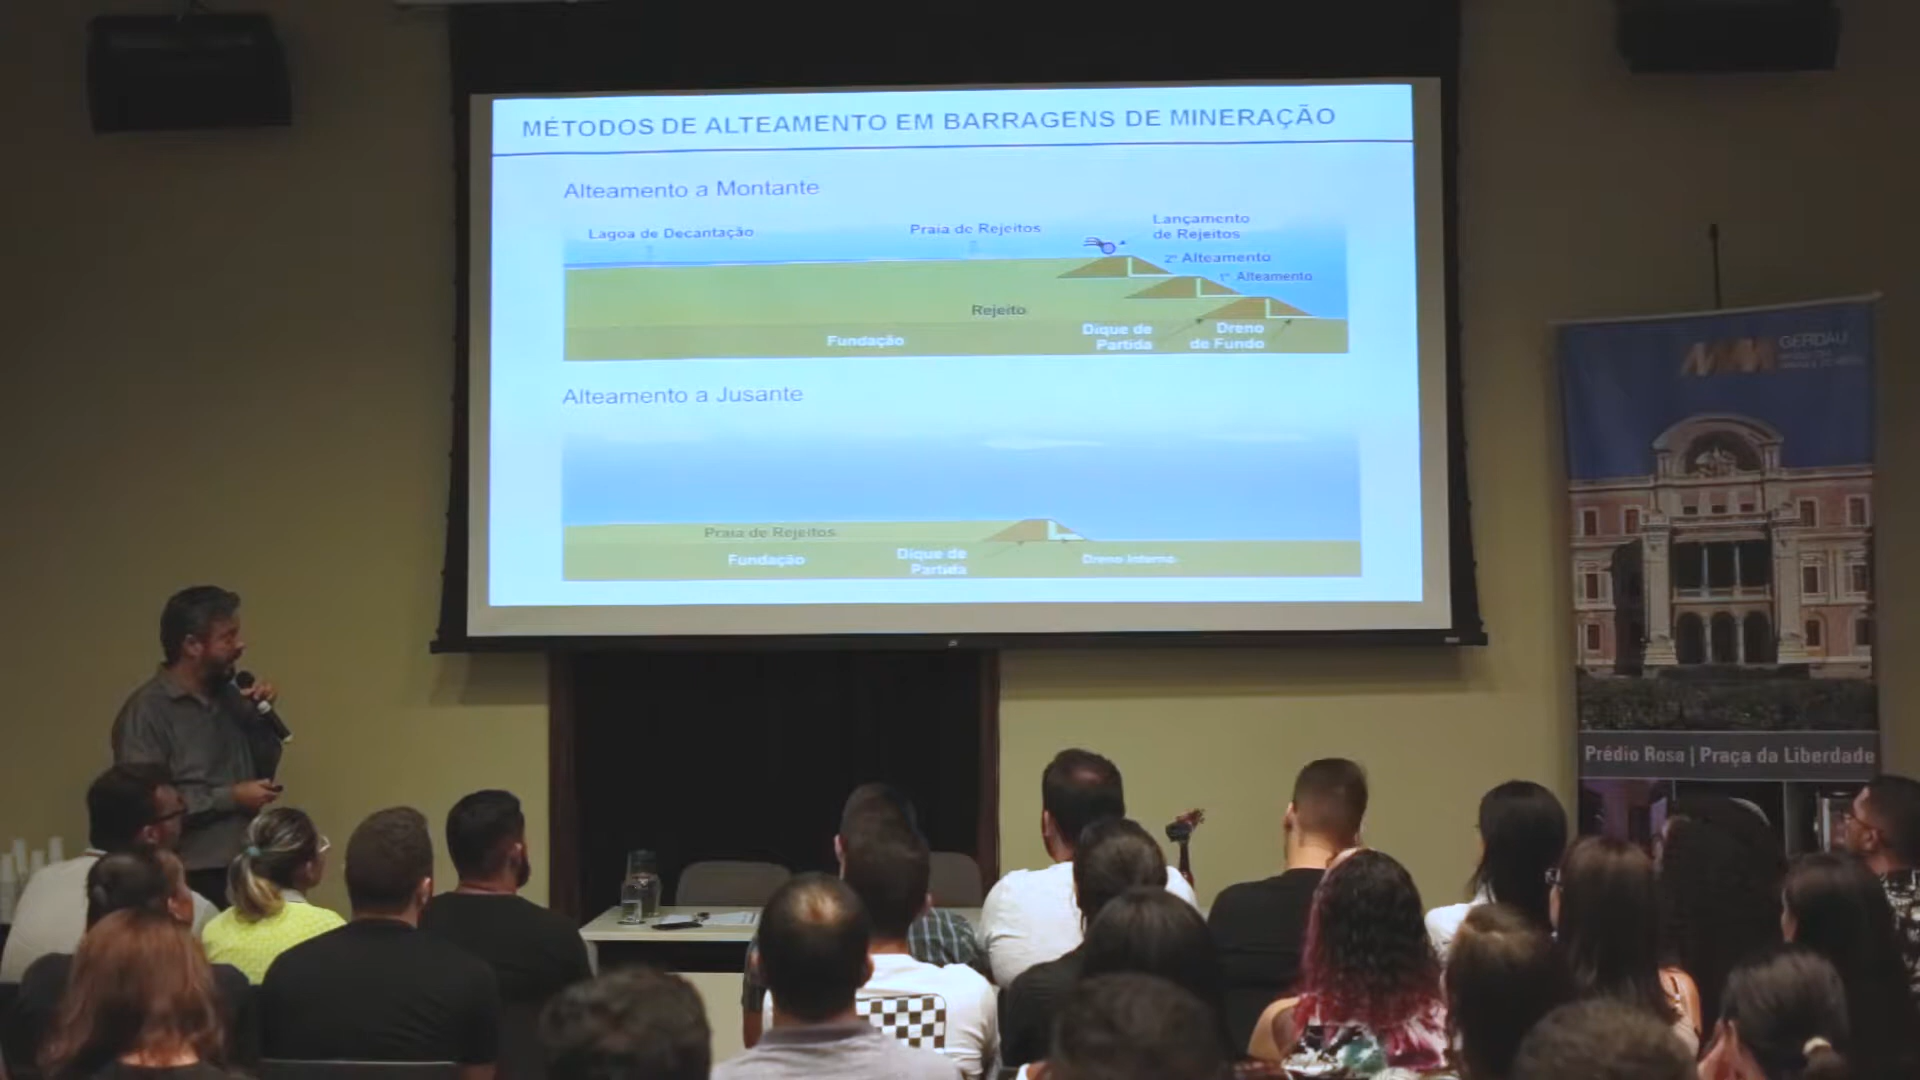 MÉTODOS DE ALTEAMENTO EM BARRAGENS DE MINERAÇÃO
Alteamento a Montante
Lagoa de Decantação
Praia de Rejeitos
Lançamento
de Rejeitos
2º Alteamento
1º Alteamento
Rejeito
Fundação
Dique de
Partida
Dreno
de Fundo
Alteamento a Jusante
Praia de Rejeitos
Fundação
Dique de
Partida
Dreno Interno
MM
GERDAU
Prédio Rosa | Praça da Liberdade